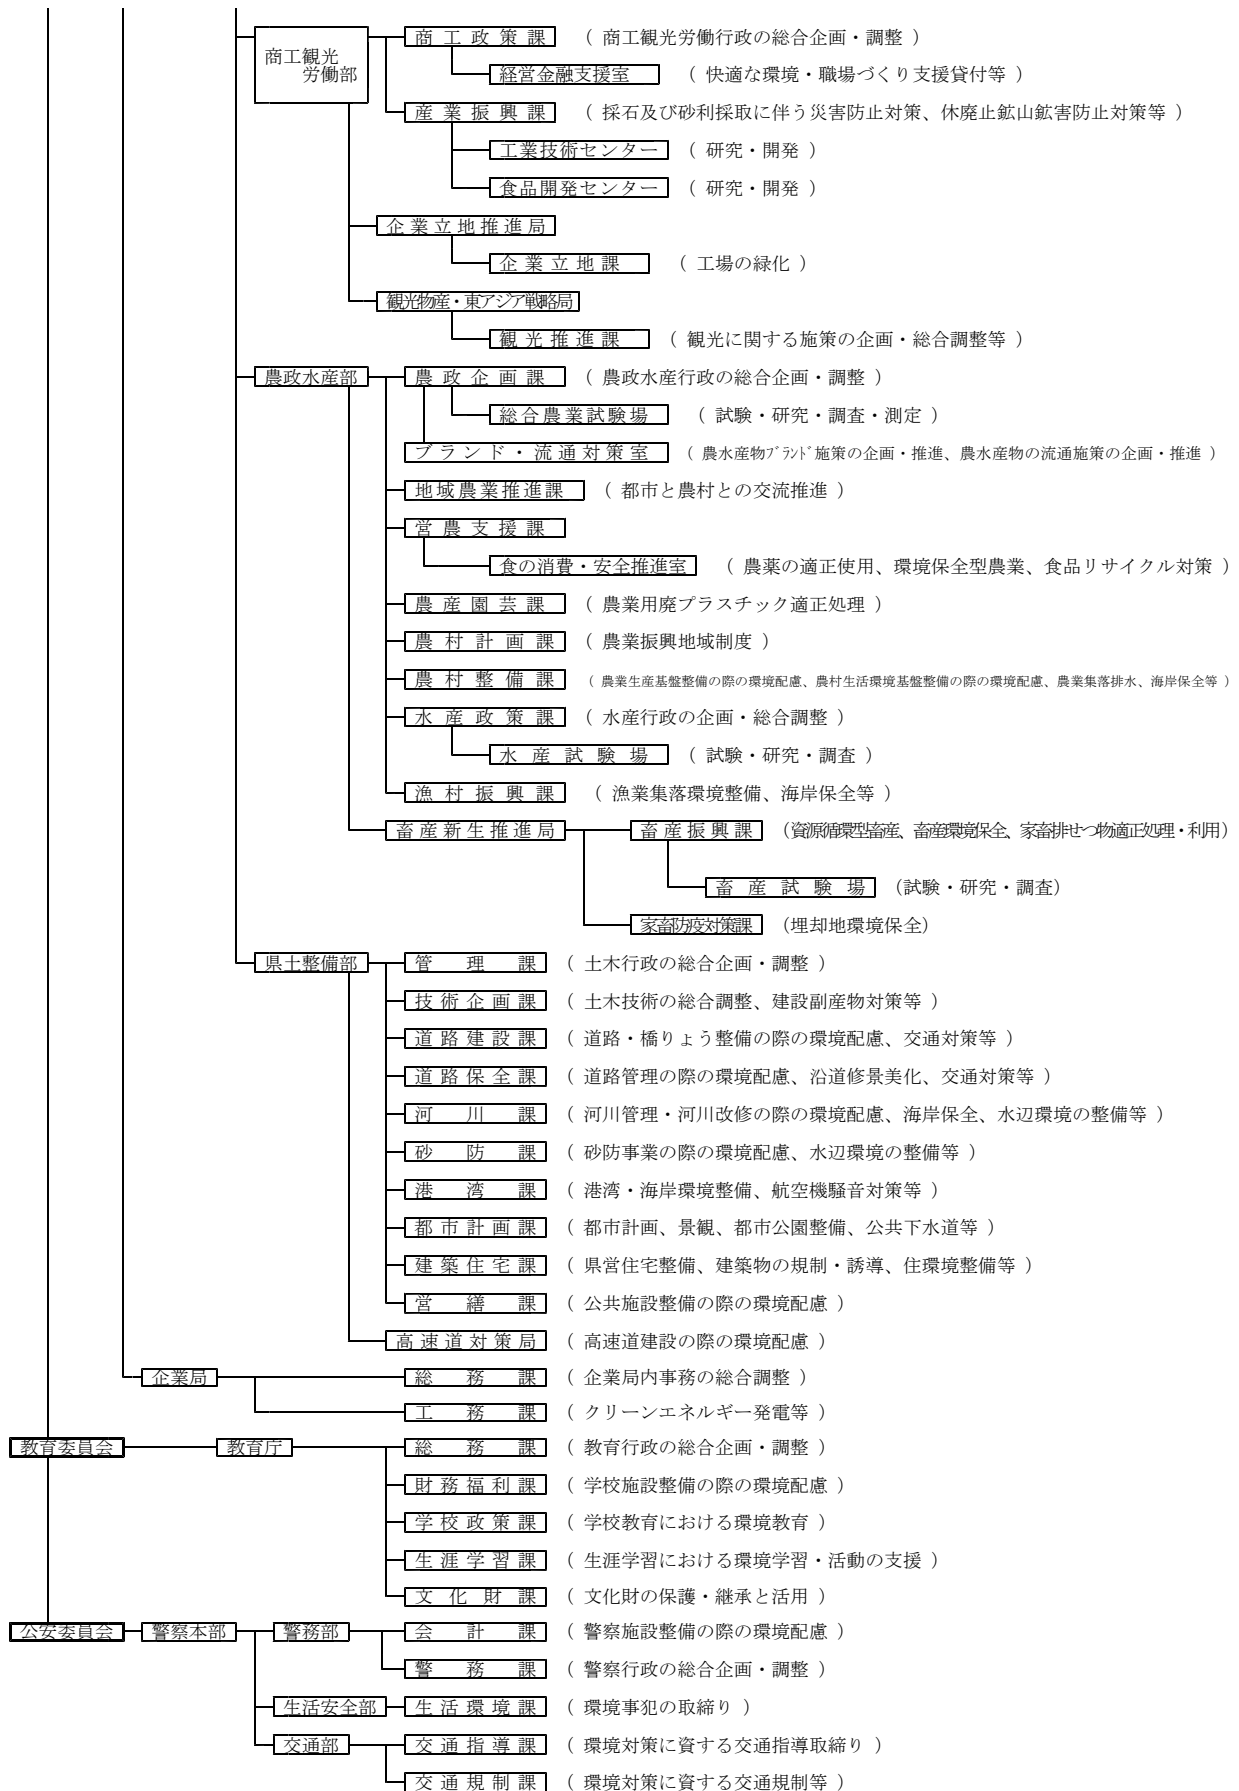 商工観光労働部
商工政策課 （ 商工観光労働行政の総合企画・調整 ）
経営金融支援室 （ 快適な環境・職場づくり支援貸付等 ）
産業振興課 （ 採石及び砂利採取に伴う災害防止対策、休廃止鉱山鉱害防止対策等 ）
工業技術センター （ 研究・開発 ）
食品開発センター （ 研究・開発 ）
企業立地推進局
企業立地課 （ 工場の緑化 ）
観光物産・東アジア戦略局
観光推進課 （ 観光に関する施策の企画・総合調整等 ）
農政水産部 農政企画課 （ 農政水産行政の総合企画・調整 ）
総合農業試験場 （ 試験・研究・調査・測定 ）
ブランド・流通対策室 （ 農水産物ﾌﾞﾗﾝﾄﾞ施策の企画・推進、農水産物の流通施策の企画・推進 ）
地域農業推進課 （ 都市と農村との交流推進 ）
営農支援課
食の消費・安全推進室 （ 農薬の適正使用、環境保全型農業、食品リサイクル対策 ）
農産園芸課 （ 農業用廃プラスチック適正処理 ）
農村計画課 （ 農業振興地域制度 ）
農村整備課 （ 農業生産基盤整備の際の環境配慮、農村生活環境基盤整備の際の環境配慮、農業集落排水、海岸保全等 ）
水産政策課 （ 水産行政の企画・総合調整 ）
水産試験場 （ 試験・研究・調査 ）
漁村振興課 （ 漁業集落環境整備、海岸保全等 ）
畜産新生推進局 畜産振興課 （資源循環型畜産、畜産環境保全、家畜排せつ物適正処理・利用）
畜産試験場 （試験・研究・調査）
家畜防疫対策課 （埋却地環境保全）
県土整備部 管理課 （ 土木行政の総合企画・調整 ）
技術企画課 （ 土木技術の総合調整、建設副産物対策等 ）
道路建設課 （ 道路・橋りょう整備の際の環境配慮、交通対策等 ）
道路保全課 （ 道路管理の際の環境配慮、沿道修景美化、交通対策等 ）
河川課 （ 河川管理・河川改修の際の環境配慮、海岸保全、水辺環境の整備等 ）
砂防課 （ 砂防事業の際の環境配慮、水辺環境の整備等 ）
港湾課 （ 港湾・海岸環境整備、航空機騒音対策等 ）
都市計画課 （ 都市計画、景観、都市公園整備、公共下水道等 ）
建築住宅課 （ 県営住宅整備、建築物の規制・誘導、住環境整備等 ）
営繕課 （ 公共施設整備の際の環境配慮 ）
高速道対策局 （ 高速道建設の際の環境配慮 ）
企業局 総務課 （ 企業局内事務の総合調整 ）
工務課 （ クリーンエネルギー発電等 ）
教育委員会 教育庁 総務課 （ 教育行政の総合企画・調整 ）
財務福利課 （ 学校施設整備の際の環境配慮 ）
学校政策課 （ 学校教育における環境教育 ）
生涯学習課 （ 生涯学習における環境学習・活動の支援 ）
文化財課 （ 文化財の保護・継承と活用 ）
公安委員会 警察本部 警務部 会計課 （ 警察施設整備の際の環境配慮 ）
警務課 （ 警察行政の総合企画・調整 ）
生活安全部 生活環境課 （ 環境事犯の取締り ）
交通部 交通指導課 （ 環境対策に資する交通指導取締り ）
交通規制課 （ 環境対策に資する交通規制等 ）